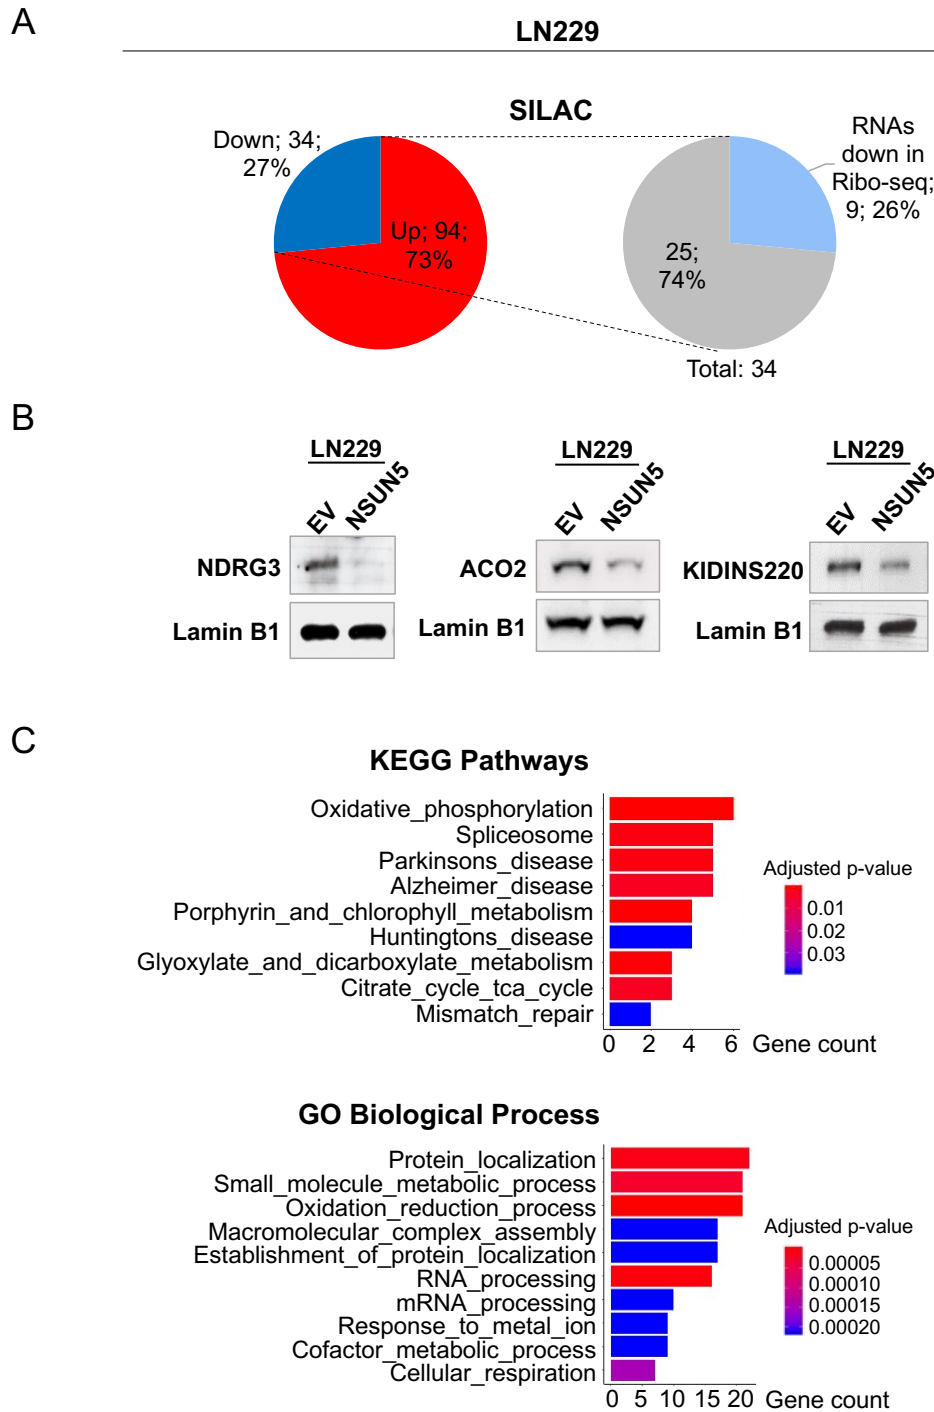 A
LN229
SILAC
Down; 34;
27%
Up; 94;
73%
RNAs
down in
Ribo-seq;
9; 26%
25;
74%
Total: 34
B
LN229
EV
NSUN5
NDRG3
Lamin B1
LN229
EV
NSUN5
ACO2
Lamin B1
LN229
EV
NSUN5
KIDINS220
Lamin B1
C
KEGG Pathways
Oxidative_phosphorylation
Spliceosome
Parkinsons_disease
Alzheimer_disease
Porphyrin_and_chlorophyll_metabolism
Huntingtons_disease
Glyoxylate_and_dicarboxylate_metabolism
Citrate_cycle_tca_cycle
Mismatch_repair
0 2 4 6 Gene count
Adjusted p-value
0.01
0.02
0.03
GO Biological Process
Protein_localization
Small_molecule_metabolic_process
Oxidation_reduction_process
Macromolecular_complex_assembly
Establishment_of_protein_localization
RNA_processing
mRNA_processing
Response_to_metal_ion
Cofactor_metabolic_process
Cellular_respiration
0 5 10 15 20 Gene count
Adjusted p-value
0.00005
0.00010
0.00015
0.00020